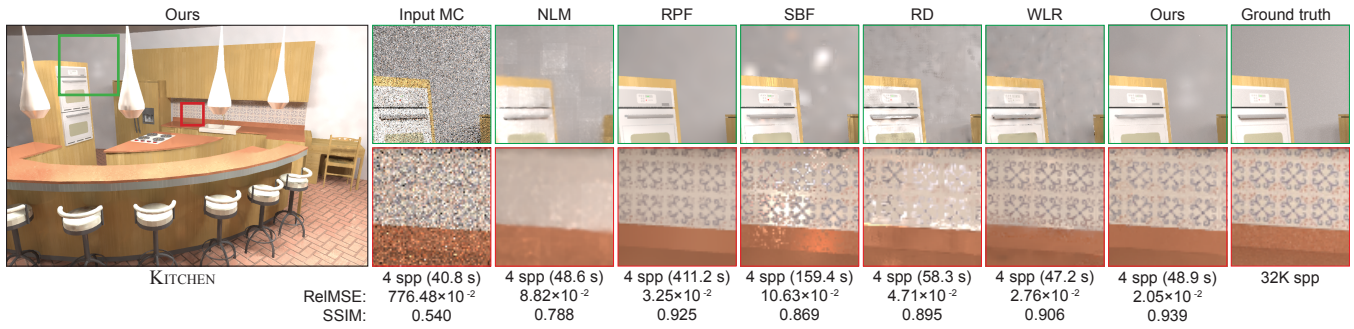 Ours Input MC NLM RPF SBF RD WLR Ours Ground truth
KITCHEN 4 spp (40.8 s) 4 spp (48.6 s) 4 spp (411.2 s) 4 spp (159.4 s) 4 spp (58.3 s) 4 spp (47.2 s) 4 spp (48.9 s) 32K spp
RelMSE: 776.48×10⁻² 8.82×10⁻² 3.25×10⁻² 10.63×10⁻² 4.71×10⁻² 2.76×10⁻² 2.05×10⁻²
SSIM: 0.540 0.788 0.925 0.869 0.895 0.906 0.939